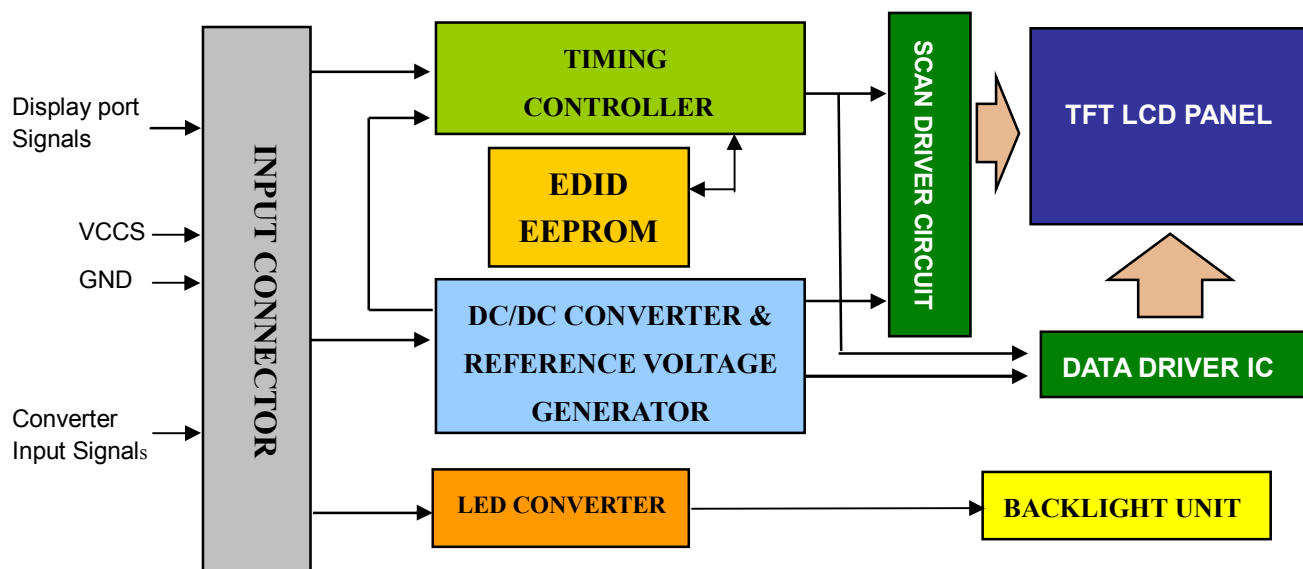 Display port
Signals
VCCS
GND
Converter
Input Signals
INPUT CONNECTOR
TIMING
CONTROLLER
EDID
EEPROM
DC/DC CONVERTER &
REFERENCE VOLTAGE
GENERATOR
LED CONVERTER
SCAN DRIVER CIRCUIT
TFT LCD PANEL
DATA DRIVER IC
BACKLIGHT UNIT